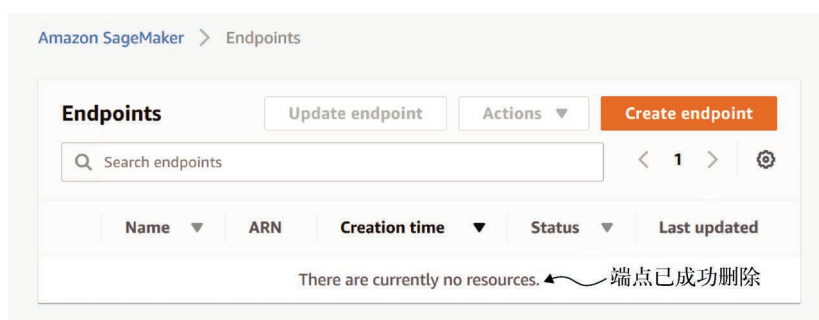 Amazon SageMaker > Endpoints
Endpoints Update endpoint Actions ▼ Create endpoint
Search endpoints < 1 >
Name ▼ ARN Creation time ▼ Status ▼ Last updated
There are currently no resources. 端点已成功删除